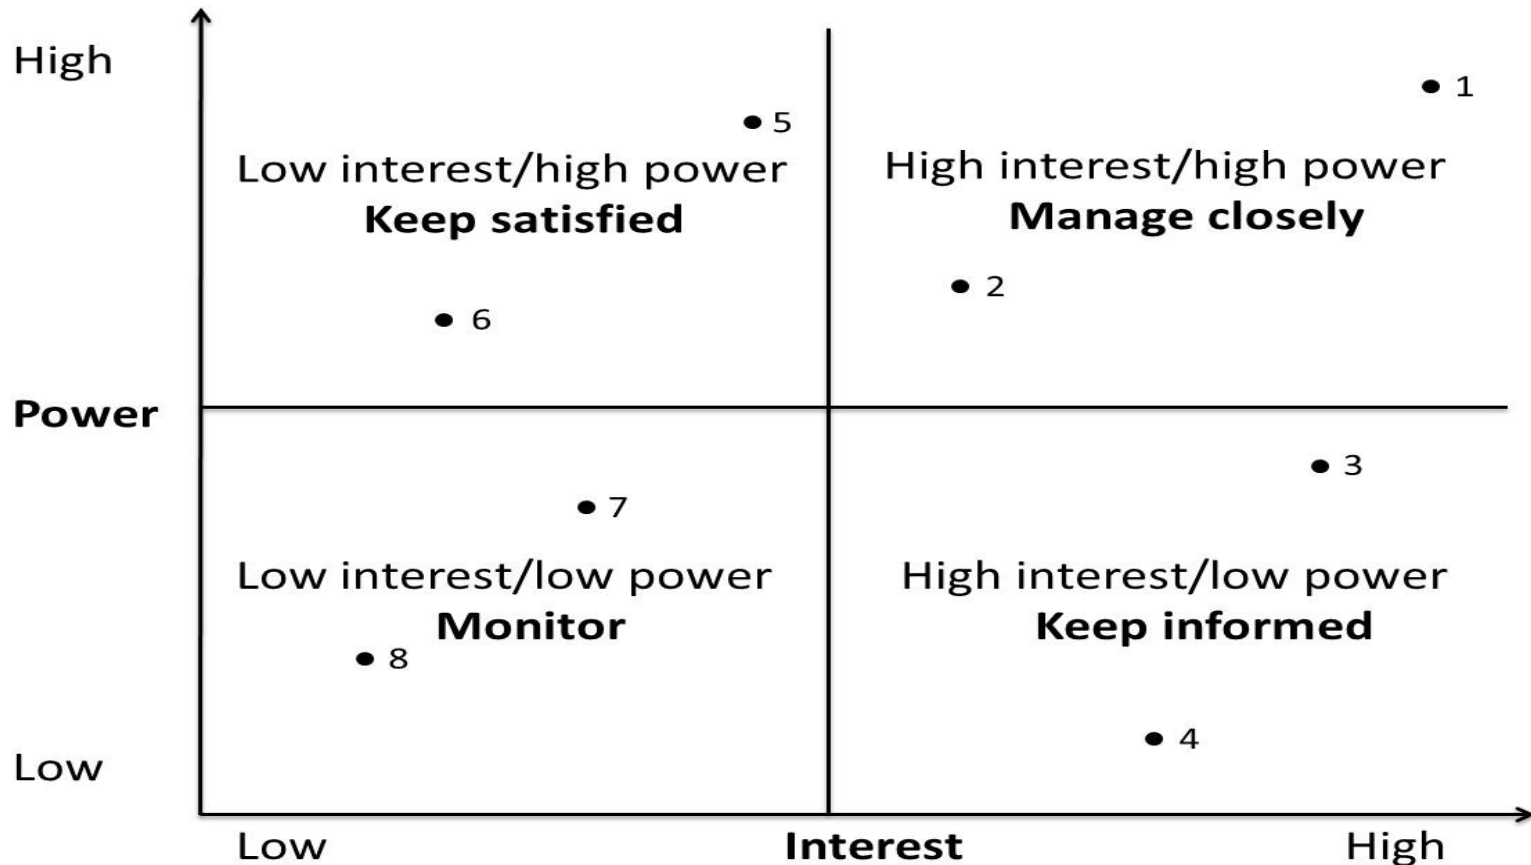 High
1
5
Low interest/high power
Keep satisfied
High interest/high power
Manage closely
2
6
Power
3
7
Low interest/low power
Monitor
High interest/low power
Keep informed
8
4
Low
Low
Interest
High